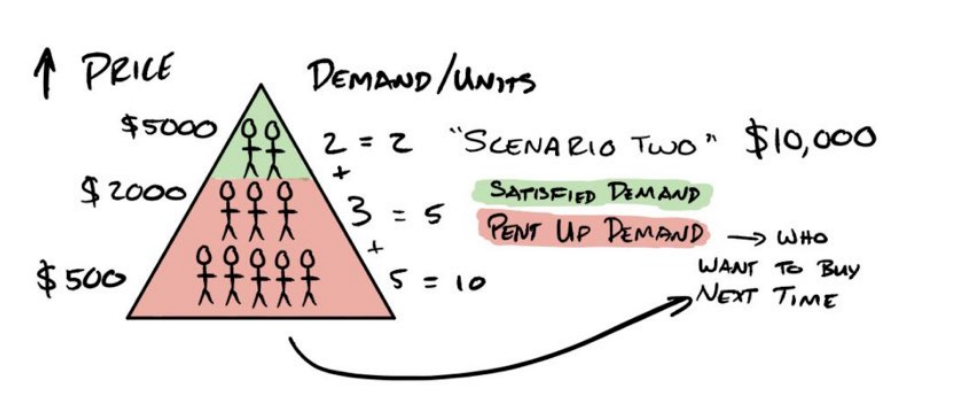 ↑ PRICE DEMAND/UNITS
$5000 2 = 2 "SCENARIO TWO" $10,000
+
$2000 3 = 5 SATISFIED DEMAND
+
PENT UP DEMAND → WHO
WANT TO BUY
$500 5 = 10 NEXT TIME